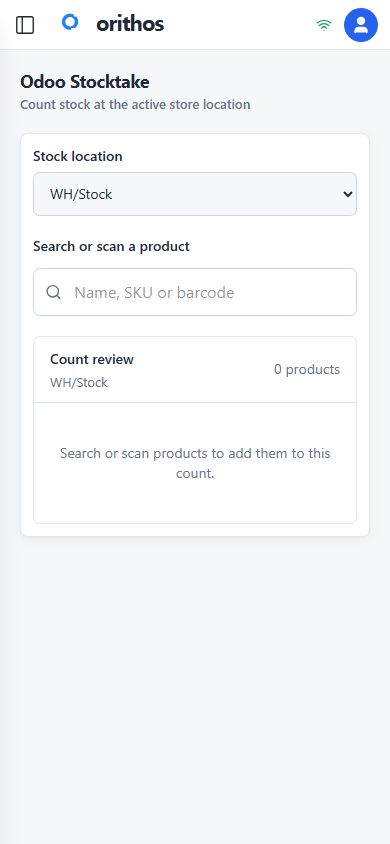 orithos
Odoo Stocktake
Count stock at the active store location
Stock location
WH/Stock
Search or scan a product
Name, SKU or barcode
Count review
0 products
WH/Stock
Search or scan products to add them to this
count.